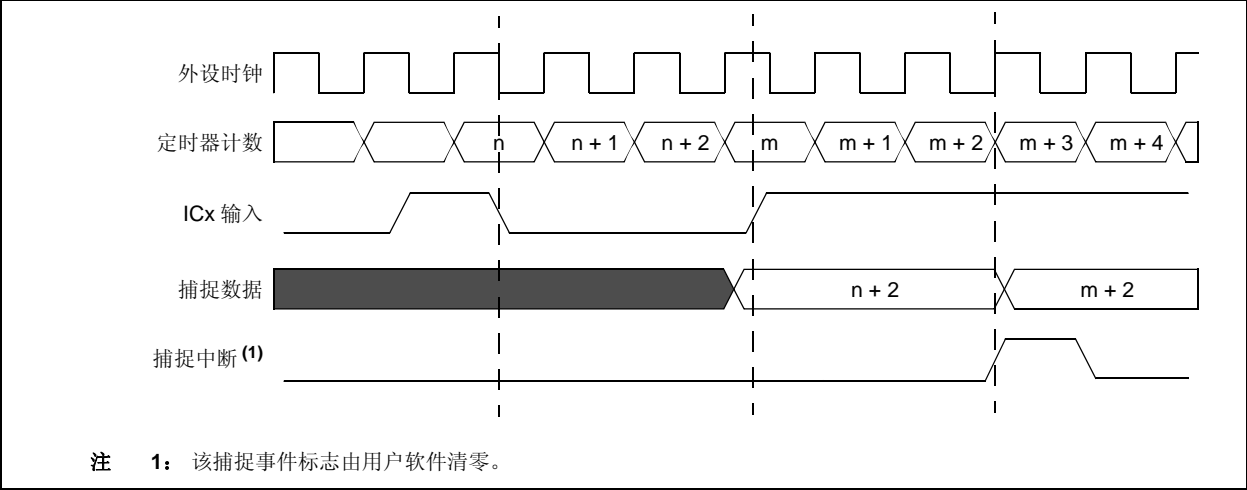 外设时钟
定时器计数 n n + 1 n + 2 m m + 1 m + 2 m + 3 m + 4
ICx 输入
捕捉数据 n + 2 m + 2
捕捉中断(1)
注 1： 该捕捉事件标志由用户软件清零。